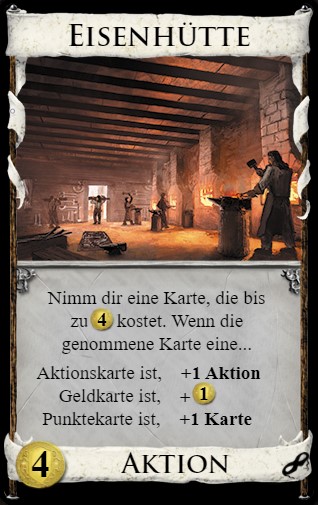 EISENHÜTTE
Nimm dir eine Karte, die bis
zu 4 kostet. Wenn die
genommene Karte eine...
Aktionskarte ist, +1 Aktion
Geldkarte ist, + 1
Punktekarte ist, +1 Karte
4 AKTION